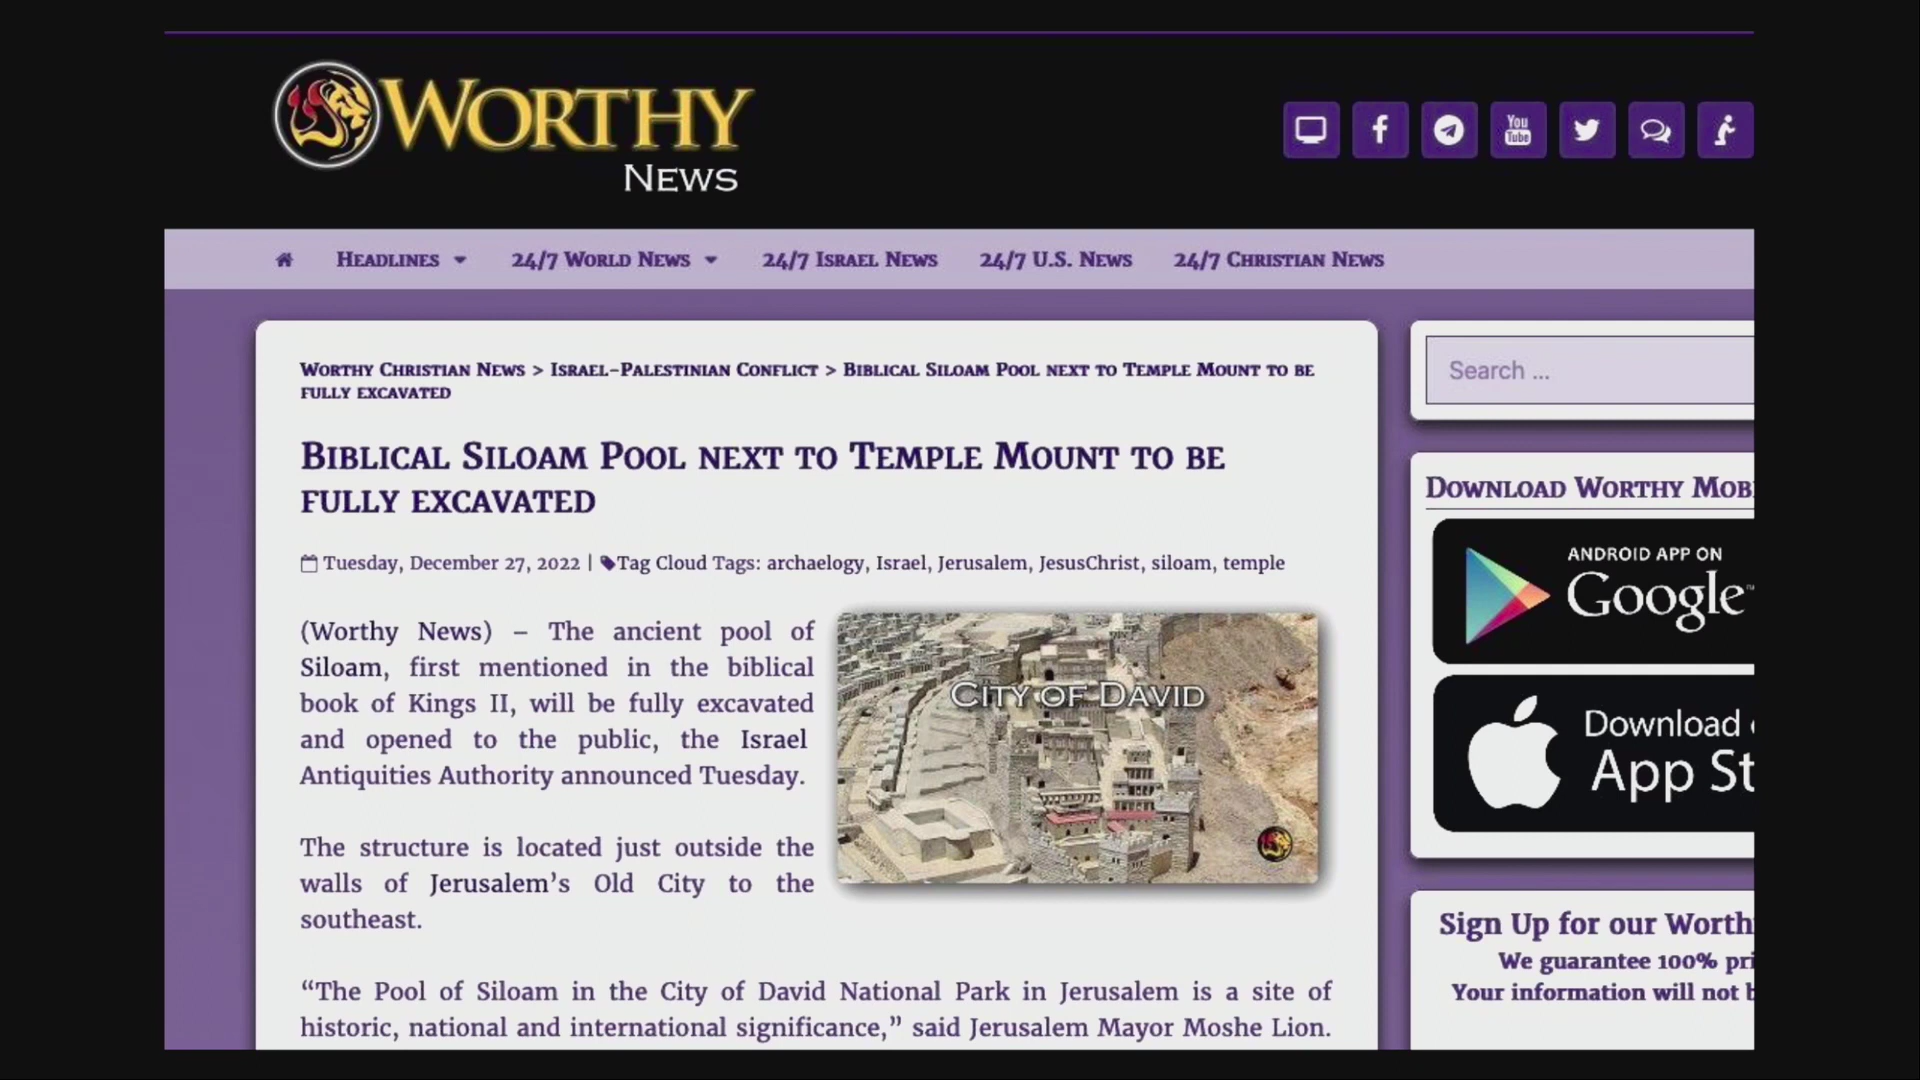 WORTHY
NEWS
You
Tube
HEADLINES
24/7 WORLD NEWS
24/7 ISRAEL NEWS
24/7 U.S. NEWS
24/7 CHRISTIAN NEWS
WORTHY CHRISTIAN NEWS > ISRAEL-PALESTINIAN CONFLICT > BIBLICAL SILOAM POOL NEXT TO TEMPLE MOUNT TO BE
FULLY EXCAVATED
BIBLICAL SILOAM POOL NEXT TO TEMPLE MOUNT TO BE
FULLY EXCAVATED
Tuesday, December 27, 2022 | Tag Cloud Tags: archaelogy, Israel, Jerusalem, JesusChrist, siloam, temple
(Worthy News) – The ancient pool of
Siloam, first mentioned in the biblical
book of Kings II, will be fully excavated
and opened to the public, the Israel
Antiquities Authority announced Tuesday.
CITY OF DAVID
The structure is located just outside the
walls of Jerusalem's Old City to the
southeast.
“The Pool of Siloam in the City of David National Park in Jerusalem is a site of
historic, national and international significance,” said Jerusalem Mayor Moshe Lion.
Search ...
DOWNLOAD WORTHY MOB
ANDROID APP ON
Google
Download
App St
Sign Up for our Worth
We guarantee 100% pri
Your information will not b